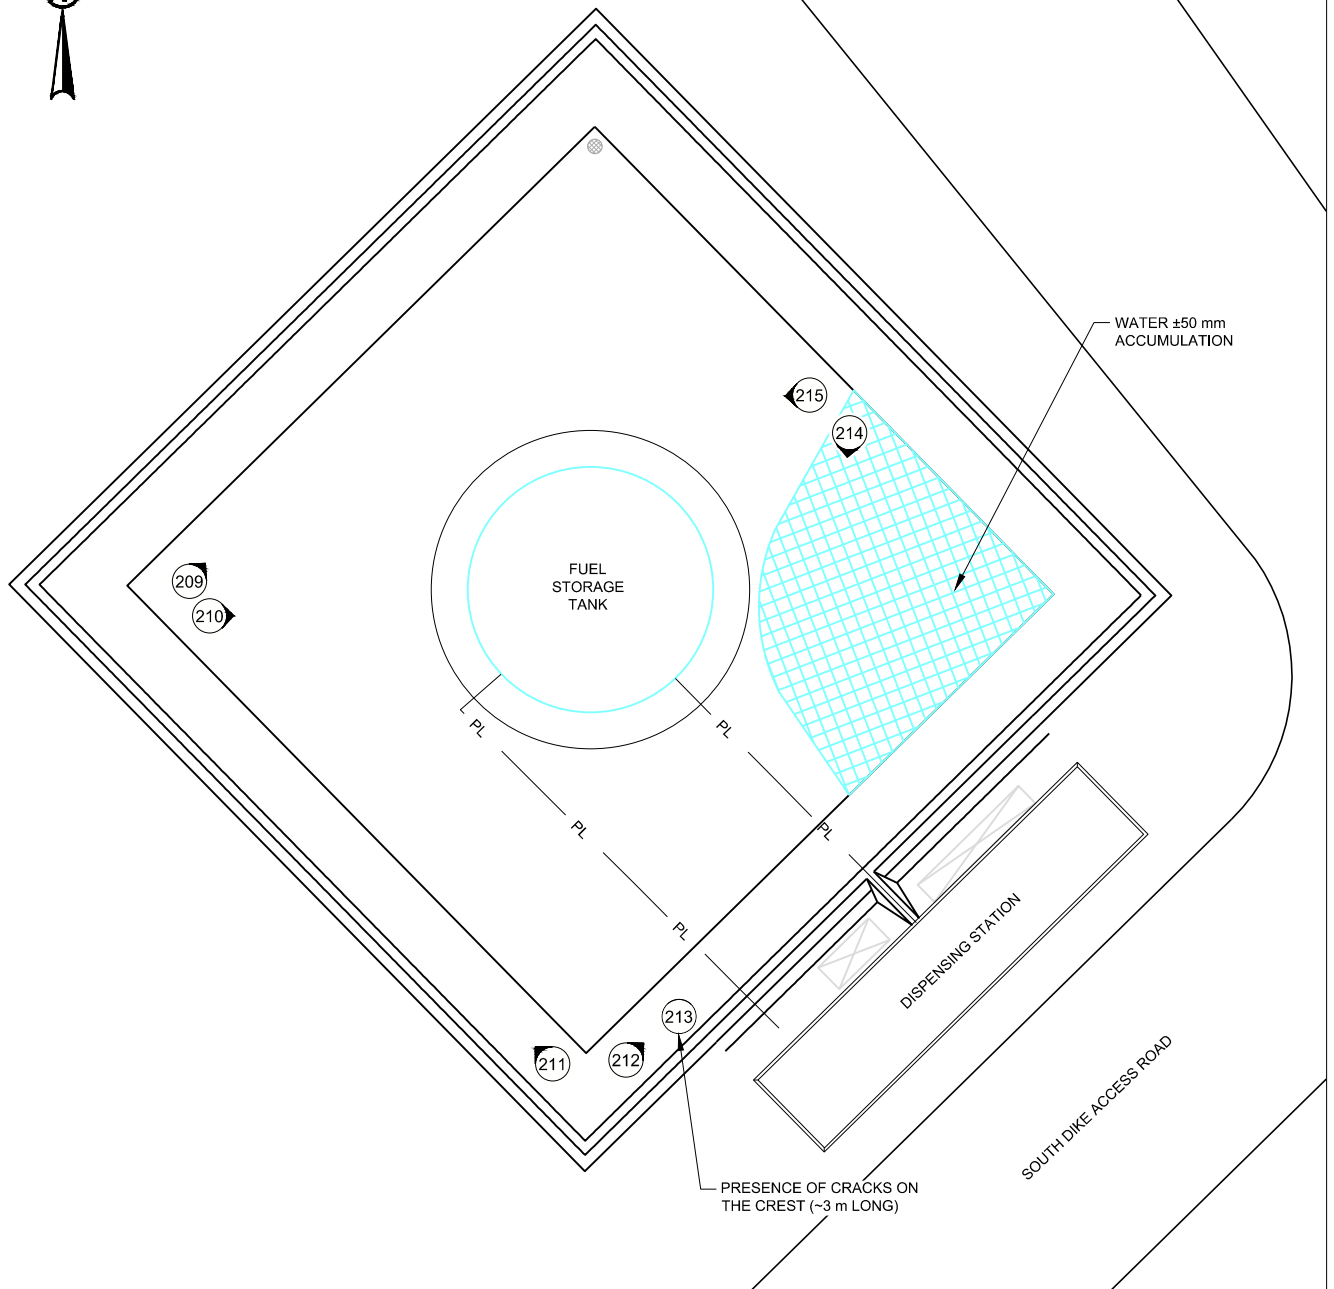 WATER ±50 mm
ACCUMULATION
215
214
FUEL
STORAGE
TANK
209
210
PL
PL
PL
PL
PL
DISPENSING STATION
213
211
212
SOUTH DIKE ACCESS ROAD
PRESENCE OF CRACKS ON
THE CREST (~3 m LONG)